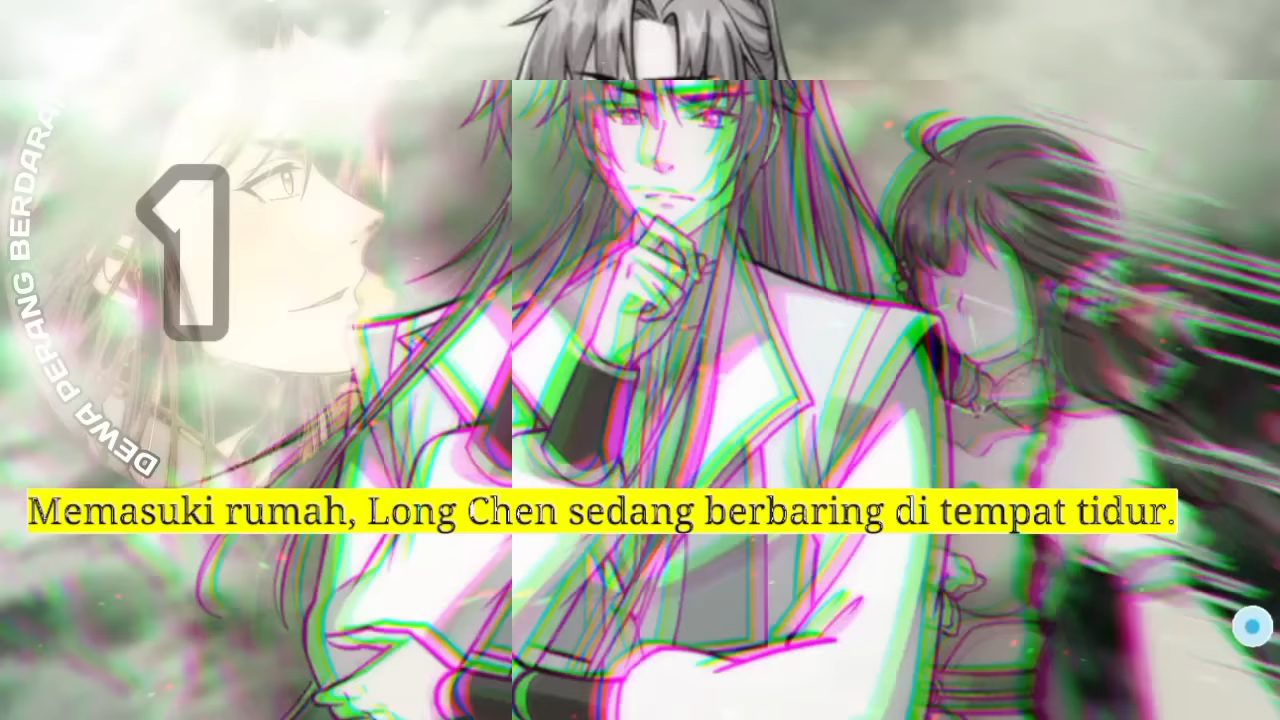 DEWA PERANG BERDARA
1
Memasuki rumah, Long Chen sedang berbaring di tempat tidur.